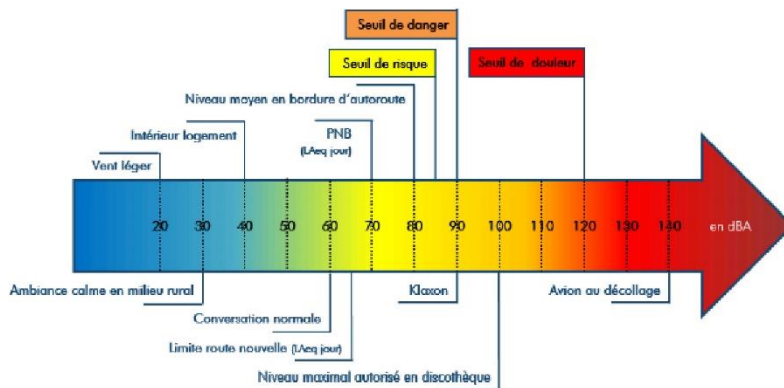 Seuil de danger
Seuil de risque
Seuil de douleur
Niveau moyen en bordure d'autoroute
Intérieur logement
PNB
(LAeq jour)
Vent léger
20 30 40 50 60 70 80 90 100 110 120 130 140 en dBA
Ambiance calme en milieu rural
Klaxon
Avion au décollage
Conversation normale
Limite route nouvelle (LAeq jour)
Niveau maximal autorisé en discothèque